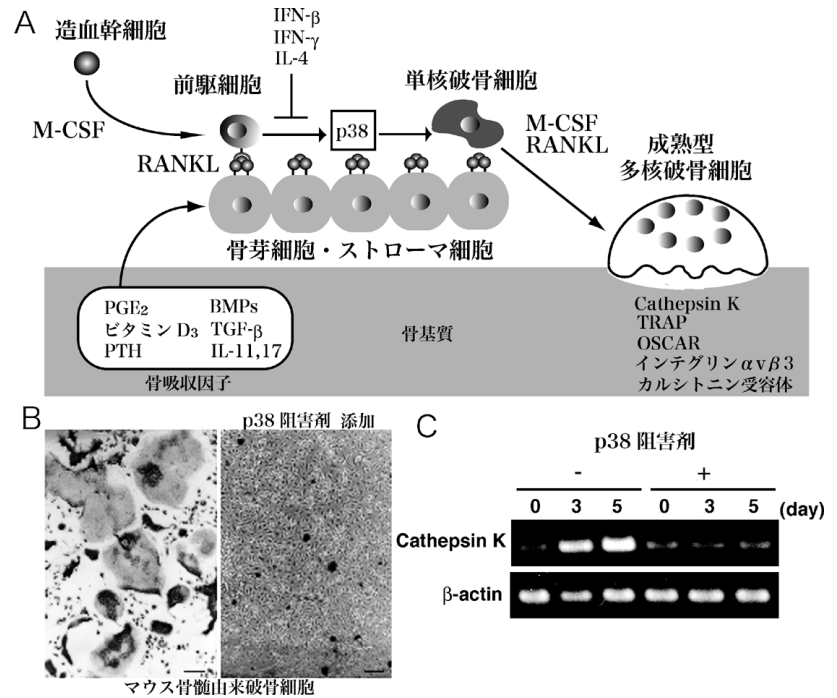 A
造血幹細胞
IFN-β
IFN-γ
IL-4
前駆細胞
単核破骨細胞
M-CSF
p38
M-CSF
RANKL
RANKL
成熟型
多核破骨細胞
骨芽細胞・ストローマ細胞
PGE2
BMPs
ビタミン D3
TGF-β
PTH
IL-11,17
骨吸収因子
骨基質
Cathepsin K
TRAP
OSCAR
インテグリンαvβ3
カルシトニン受容体
B
p38 阻害剤 添加
マウス骨髄由来破骨細胞
C
p38 阻害剤
- +
0 3 5 0 3 5 (day)
Cathepsin K
β-actin